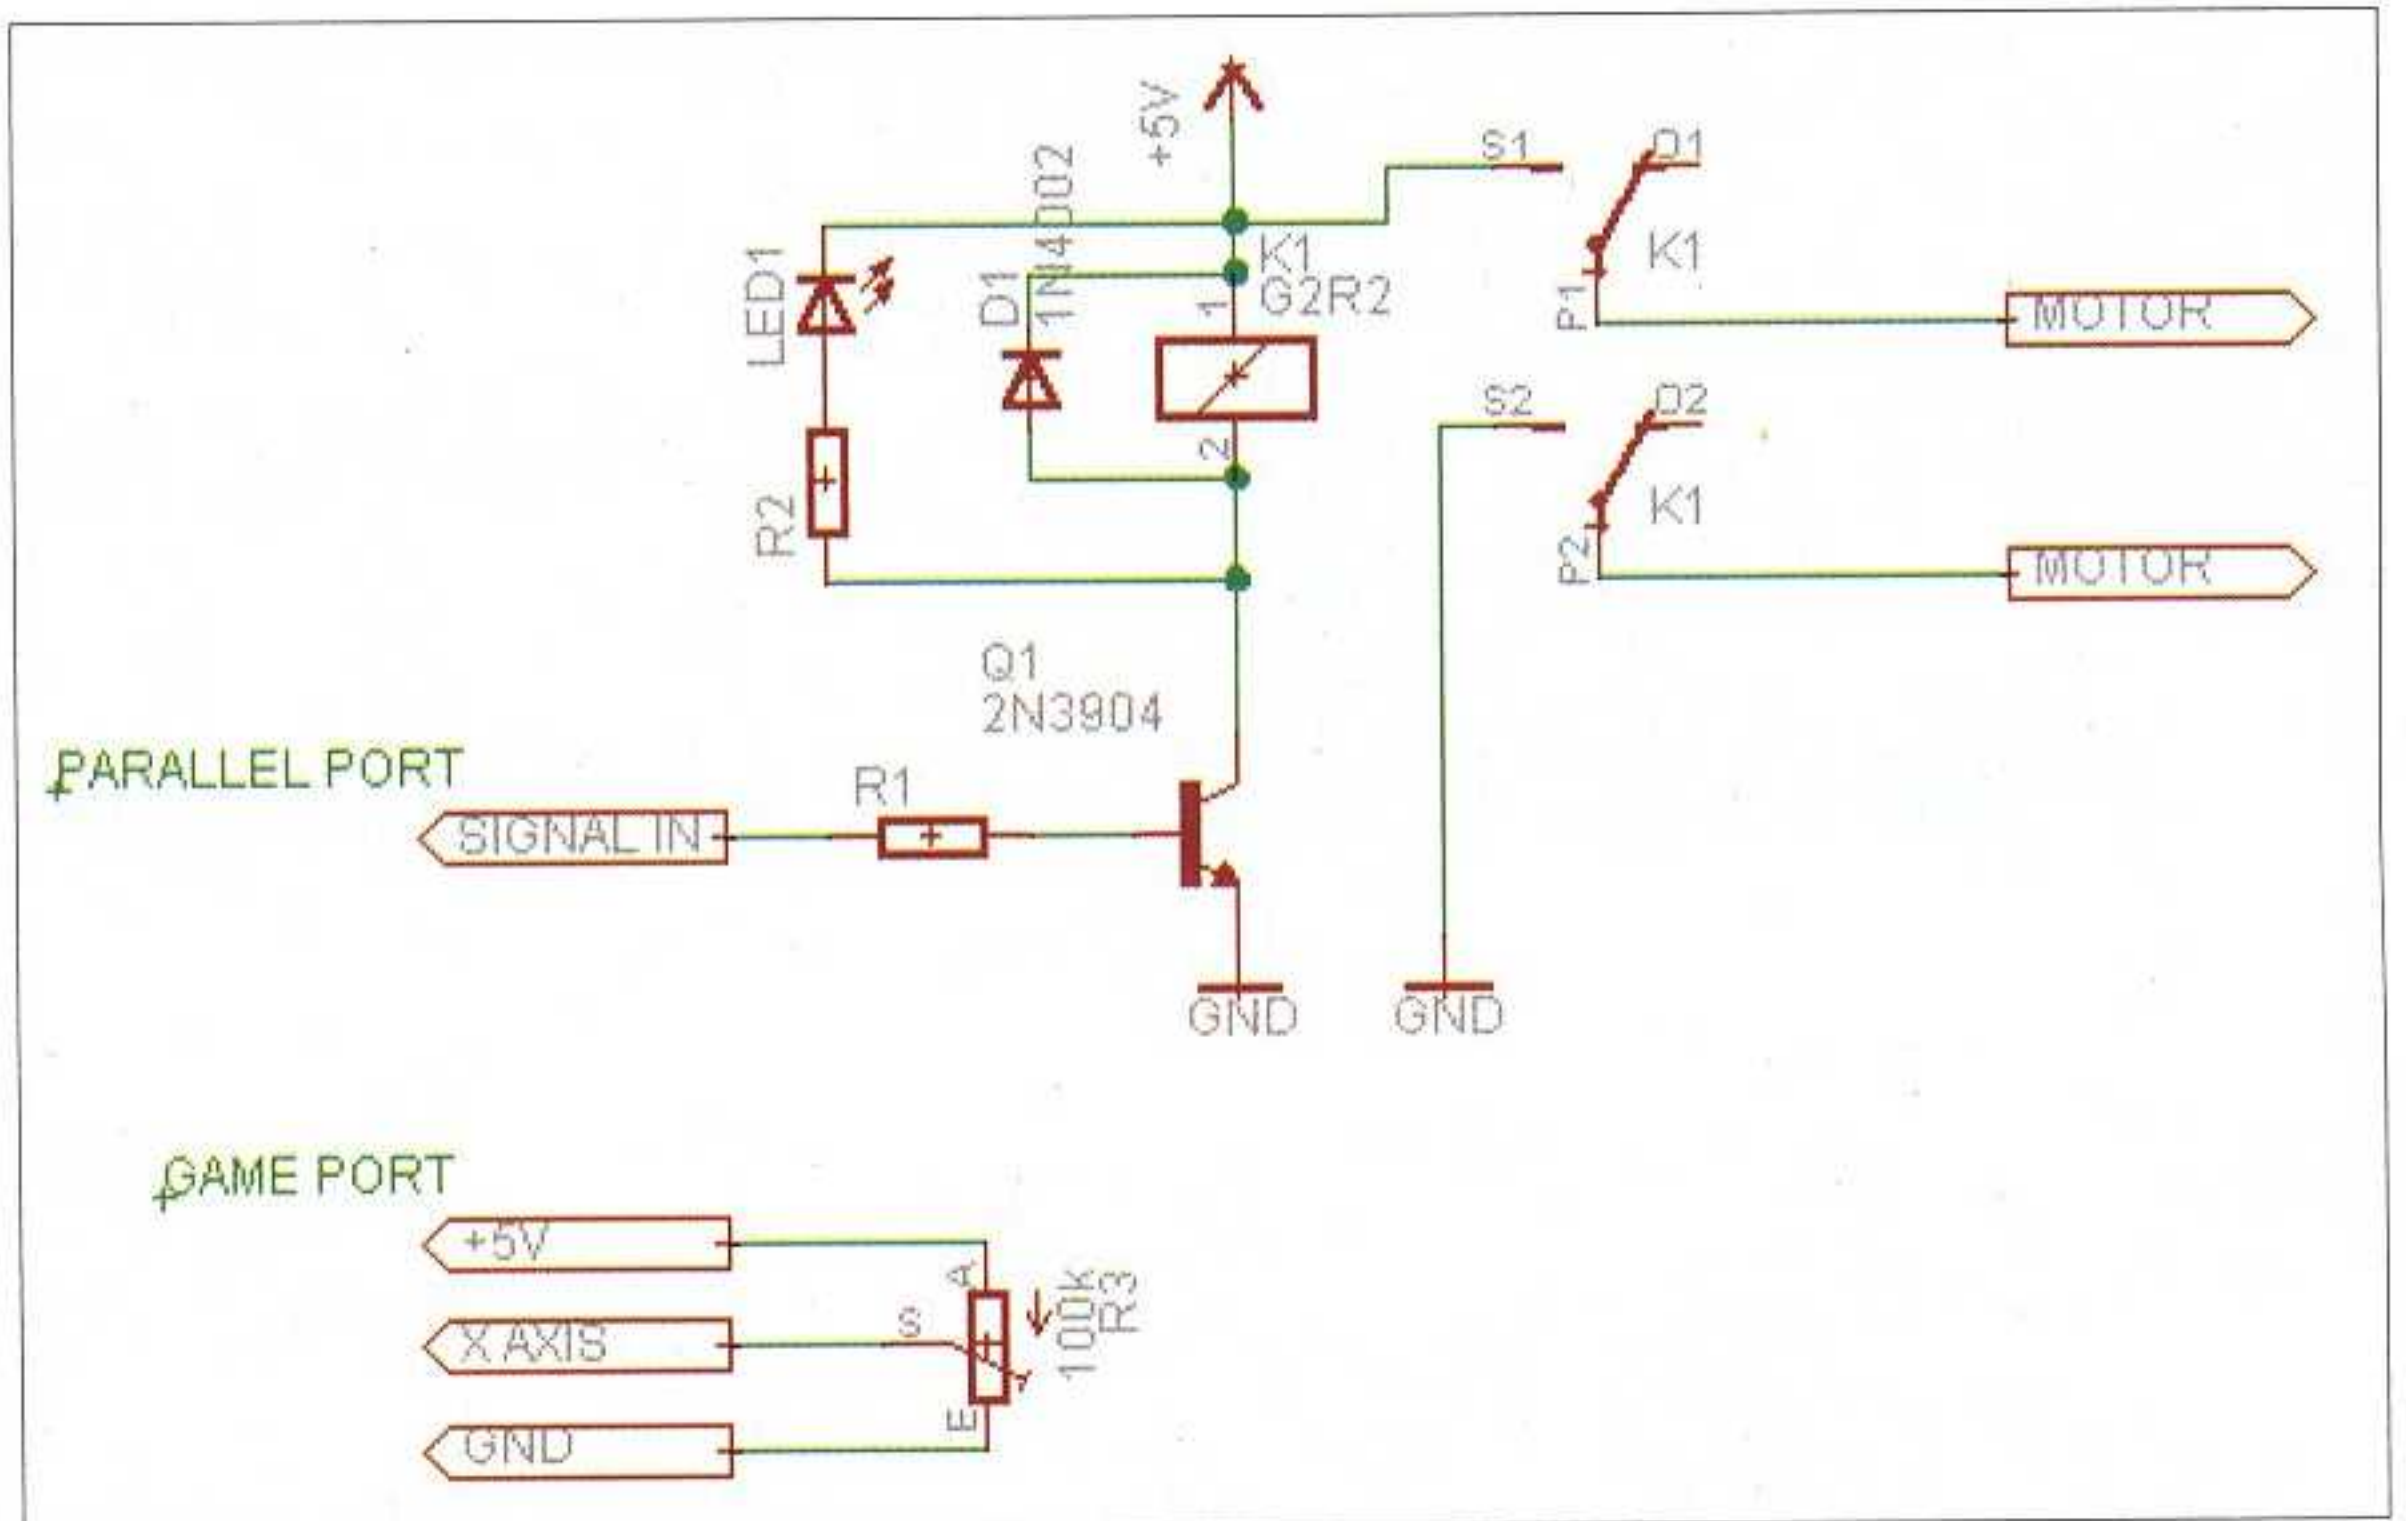 +5V
S1
O1
1N4002
D1
K1
G2R2
K1
LED1
1
P1
MOTOR
S2
O2
2
K1
R2
P2
MOTOR
Q1
2N3904
PARALLEL PORT
R1
SIGNAL IN
GND
GND
GAME PORT
+5V
A
100k
R3
S
X AXIS
E
GND